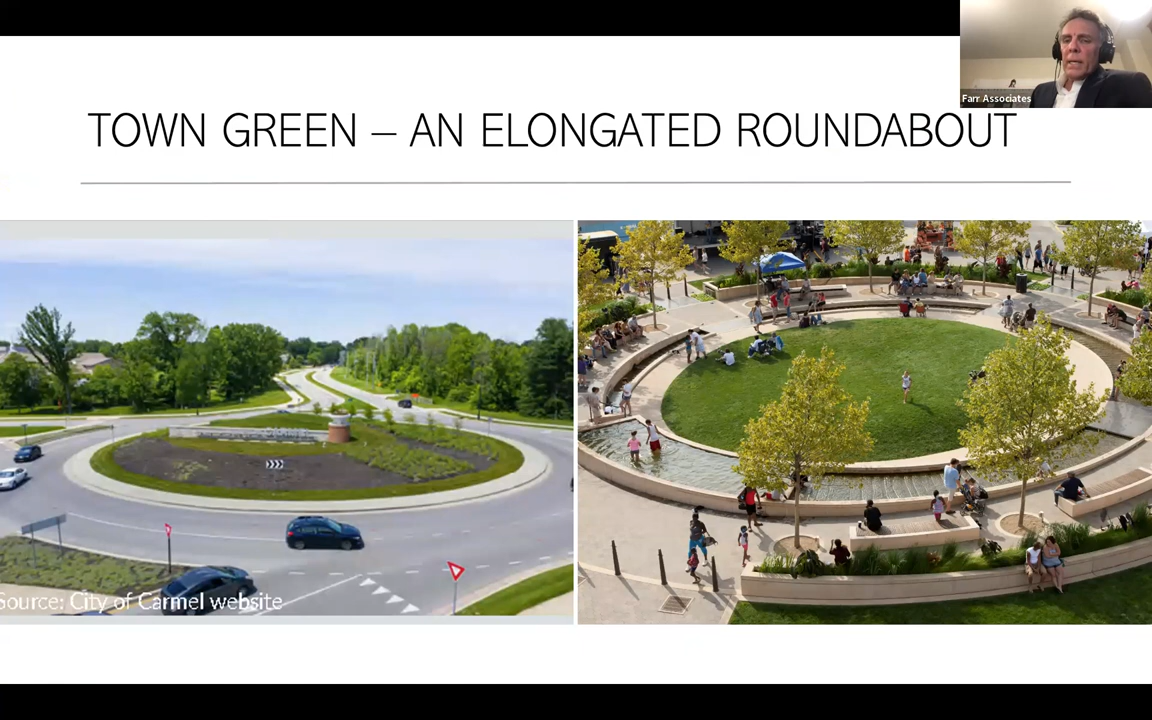 Farr Associates
TOWN GREEN – AN ELONGATED ROUNDABOUT
Source: City of Carmel website